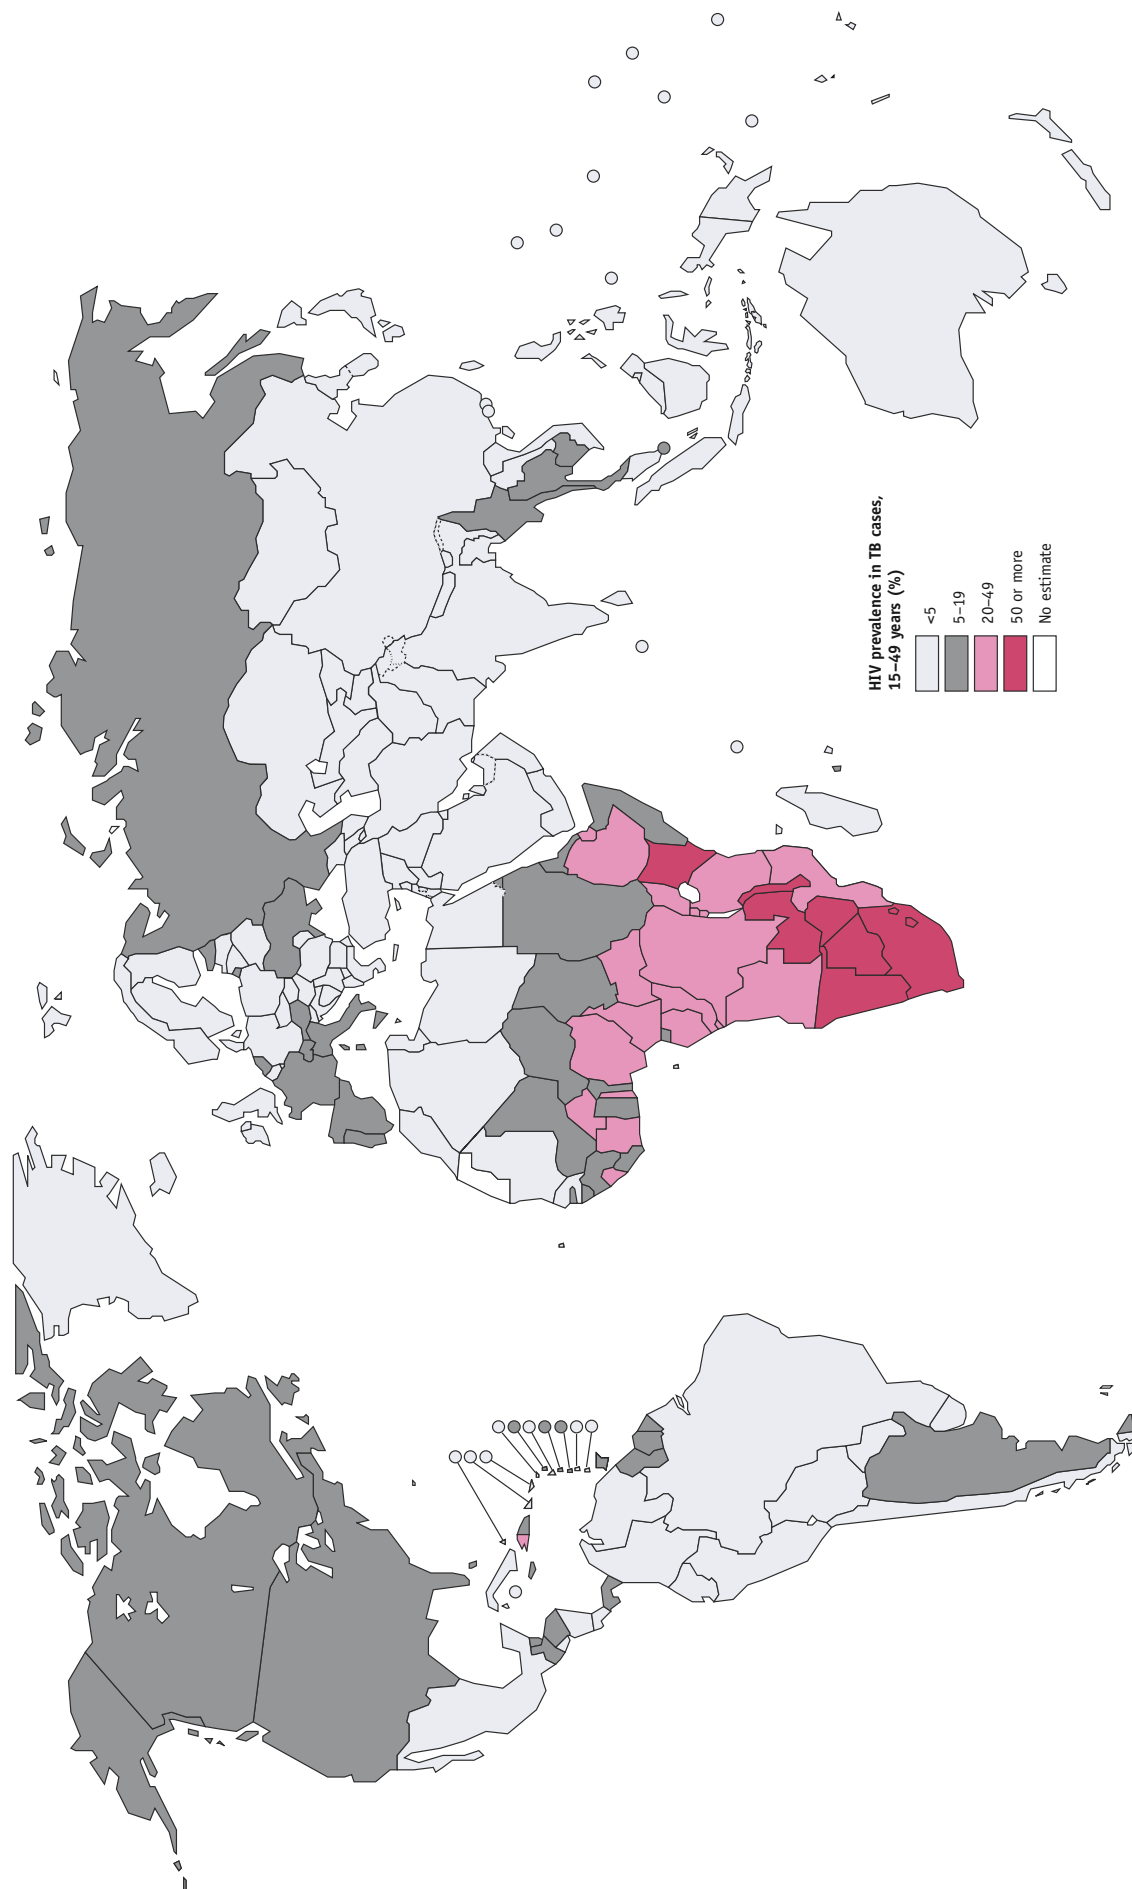 HIV prevalence in TB cases,
15–49 years (%)
<5
5–19
20–49
50 or more
No estimate